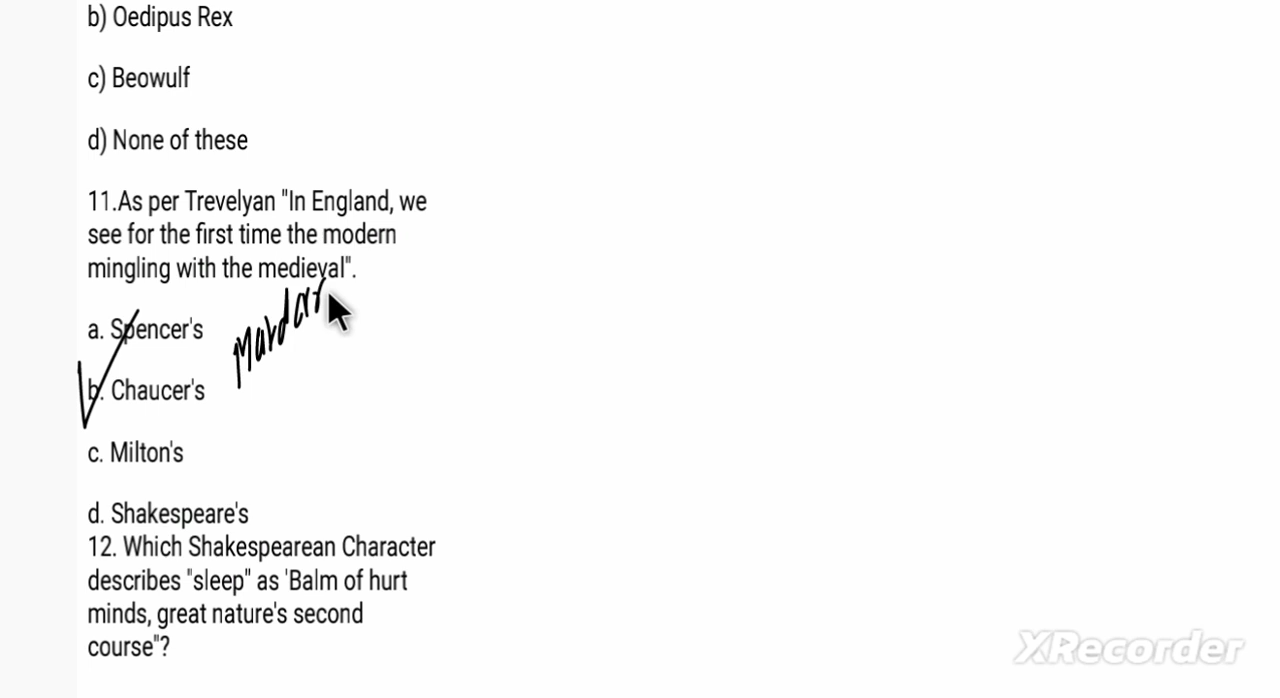 b) Oedipus Rex
c) Beowulf
d) None of these
11.As per Trevelyan "In England, we
see for the first time the modern
mingling with the medieval".
a. Spencer's
b. Chaucer's
c. Milton's
d. Shakespeare's
12. Which Shakespearean Character
describes "sleep" as 'Balm of hurt
minds, great nature's second
course"?
XRecorder